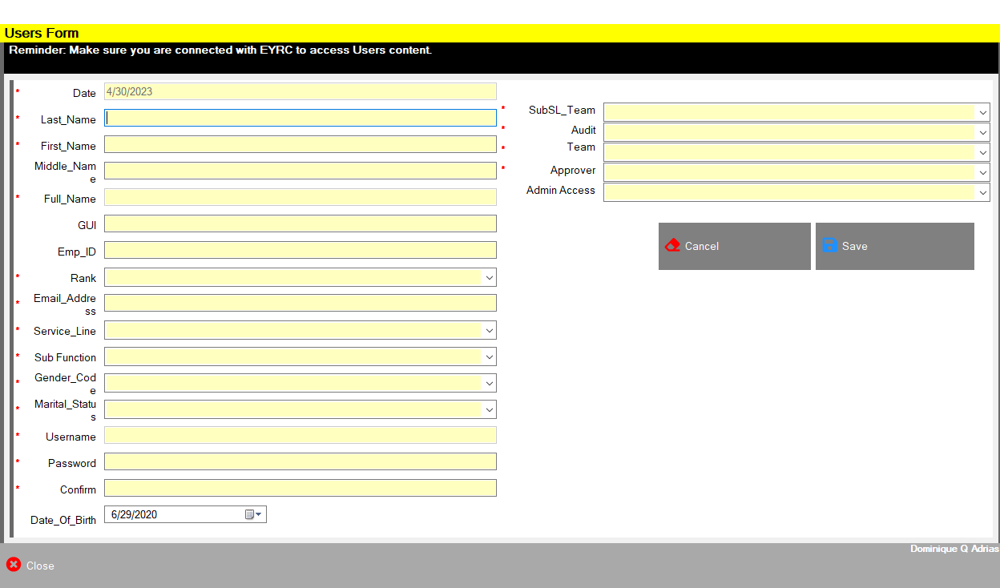 Users Form
Reminder: Make sure you are connected with EYRC to access Users content.
* Date 4/30/2023
* Last_Name
* First_Name
Middle_Nam
e
* Full_Name
GUI
Emp_ID
* Rank
* Email_Addre
ss
* Service_Line
* Sub Function
* Gender_Cod
e
* Marital_Statu
s
* Username
* Password
* Confirm
Date_Of_Birth 6/29/2020
* SubSL_Team
* Audit
* Team
* Approver
Admin Access
Cancel
Save
Dominique Q Adrias
Close